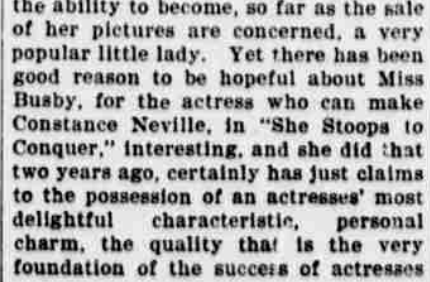 the ability to become, so far as the sale
of her pictures are concerned, a very
popular little lady. Yet there has been
good reason to be hopeful about Miss
Busby, for the actress who can make
Constance Neville, in "She Stoops to
Conquer," interesting, and she did that
two years ago, certainly has just claims
to the possession of an actresses' most
delightful characteristic, personal
charm, the quality that is the very
foundation of the success of actresses